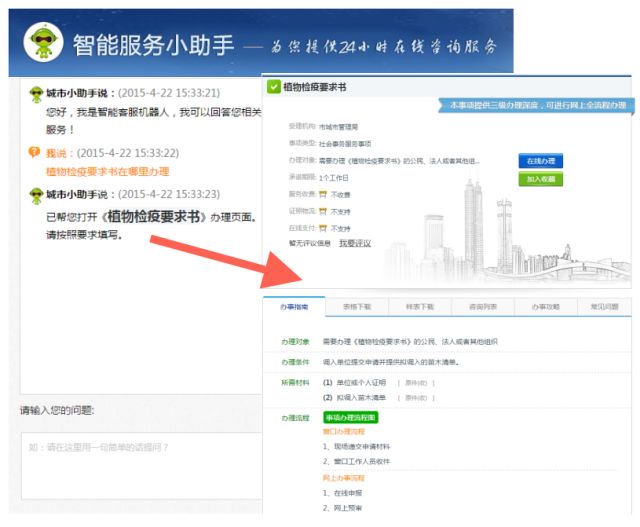 智能服务小助手 — 为您提供24小时在线咨询服务
城市小助手说：(2015-4-22 15:33:21)
您好，我是智能客服机器人，我可以回答您相关
服务！
我说：(2015-4-22 15:33:22)
植物检疫要求书在哪里办理
城市小助手说：(2015-4-22 15:33:23)
已帮您打开《植物检疫要求书》办理页面。
请按照要求填写。
请输入您的问题:
如：请在这里用一句简单的话提问？
植物检疫要求书
本事项提供三级办理深度，可进行网上全流程办理
受理机构: 市城市管理局
事项类型: 社会事务服务事项
办理对象: 需要办理《植物检疫要求书》的公民、法人或者其他组...
承诺期限: 1个工作日
服务收费: 不收费
证照物流: 不支持
在线支付: 不支持
暂无评议信息 我要评议
在线办理
加入收藏
办事指南 表格下载 样表下载 咨询列表 办事攻略 常见问题
办理对象 需要办理《植物检疫要求书》的公民、法人或者其他组织
办理条件 调入单位提交申请并提供拟调入的苗木清单。
所需材料 (1) 单位或个人证明 [ 原件(收) ]
(2) 拟调入苗木清单 [ 原件(收) ]
办理流程 事项办理流程图
窗口办理流程
1、现场递交申请材料
2、窗口工作人员收件
网上办事流程
1、在线申报
2、网上预审